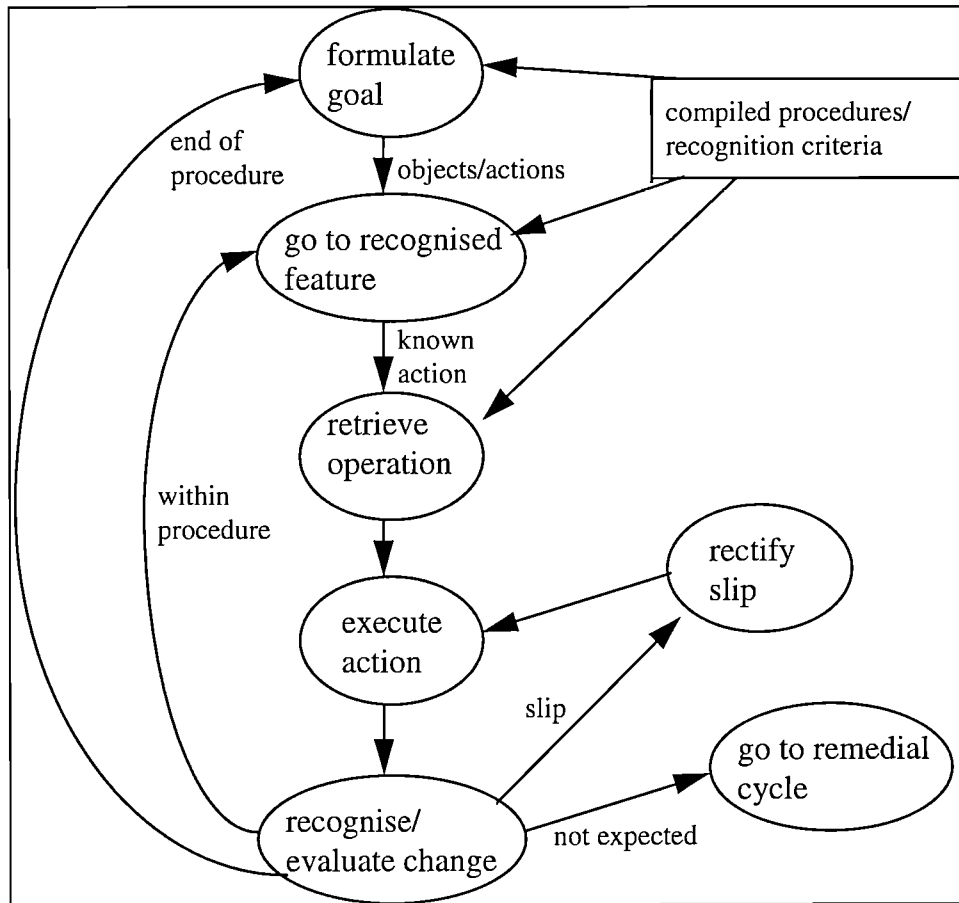 formulate
goal
compiled procedures/
recognition criteria
end of
procedure
objects/actions
go to recognised
feature
known
action
retrieve
operation
within
procedure
rectify
slip
execute
action
slip
go to remedial
cycle
recognise/
evaluate change
not expected